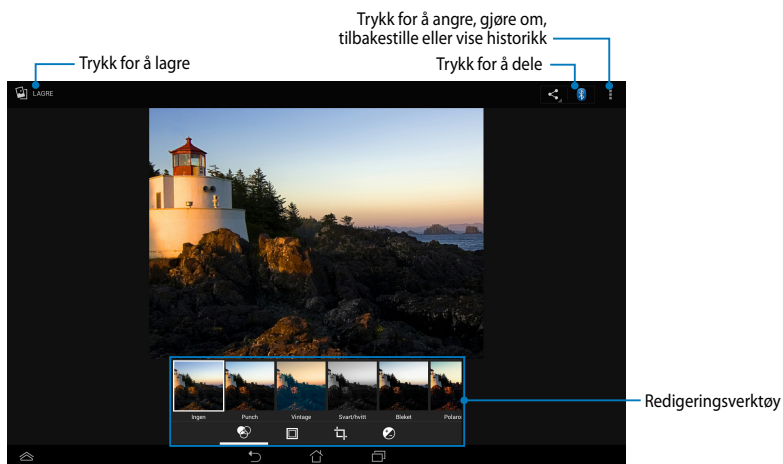 Trykk for å angre, gjøre om,
tilbakestille eller vise historikk
Trykk for å lagre
Trykk for å dele
LAGRE
Ingen
Punch
Vintage
Svart/hvitt
Bleket
Polaro
Redigeringsverktøy